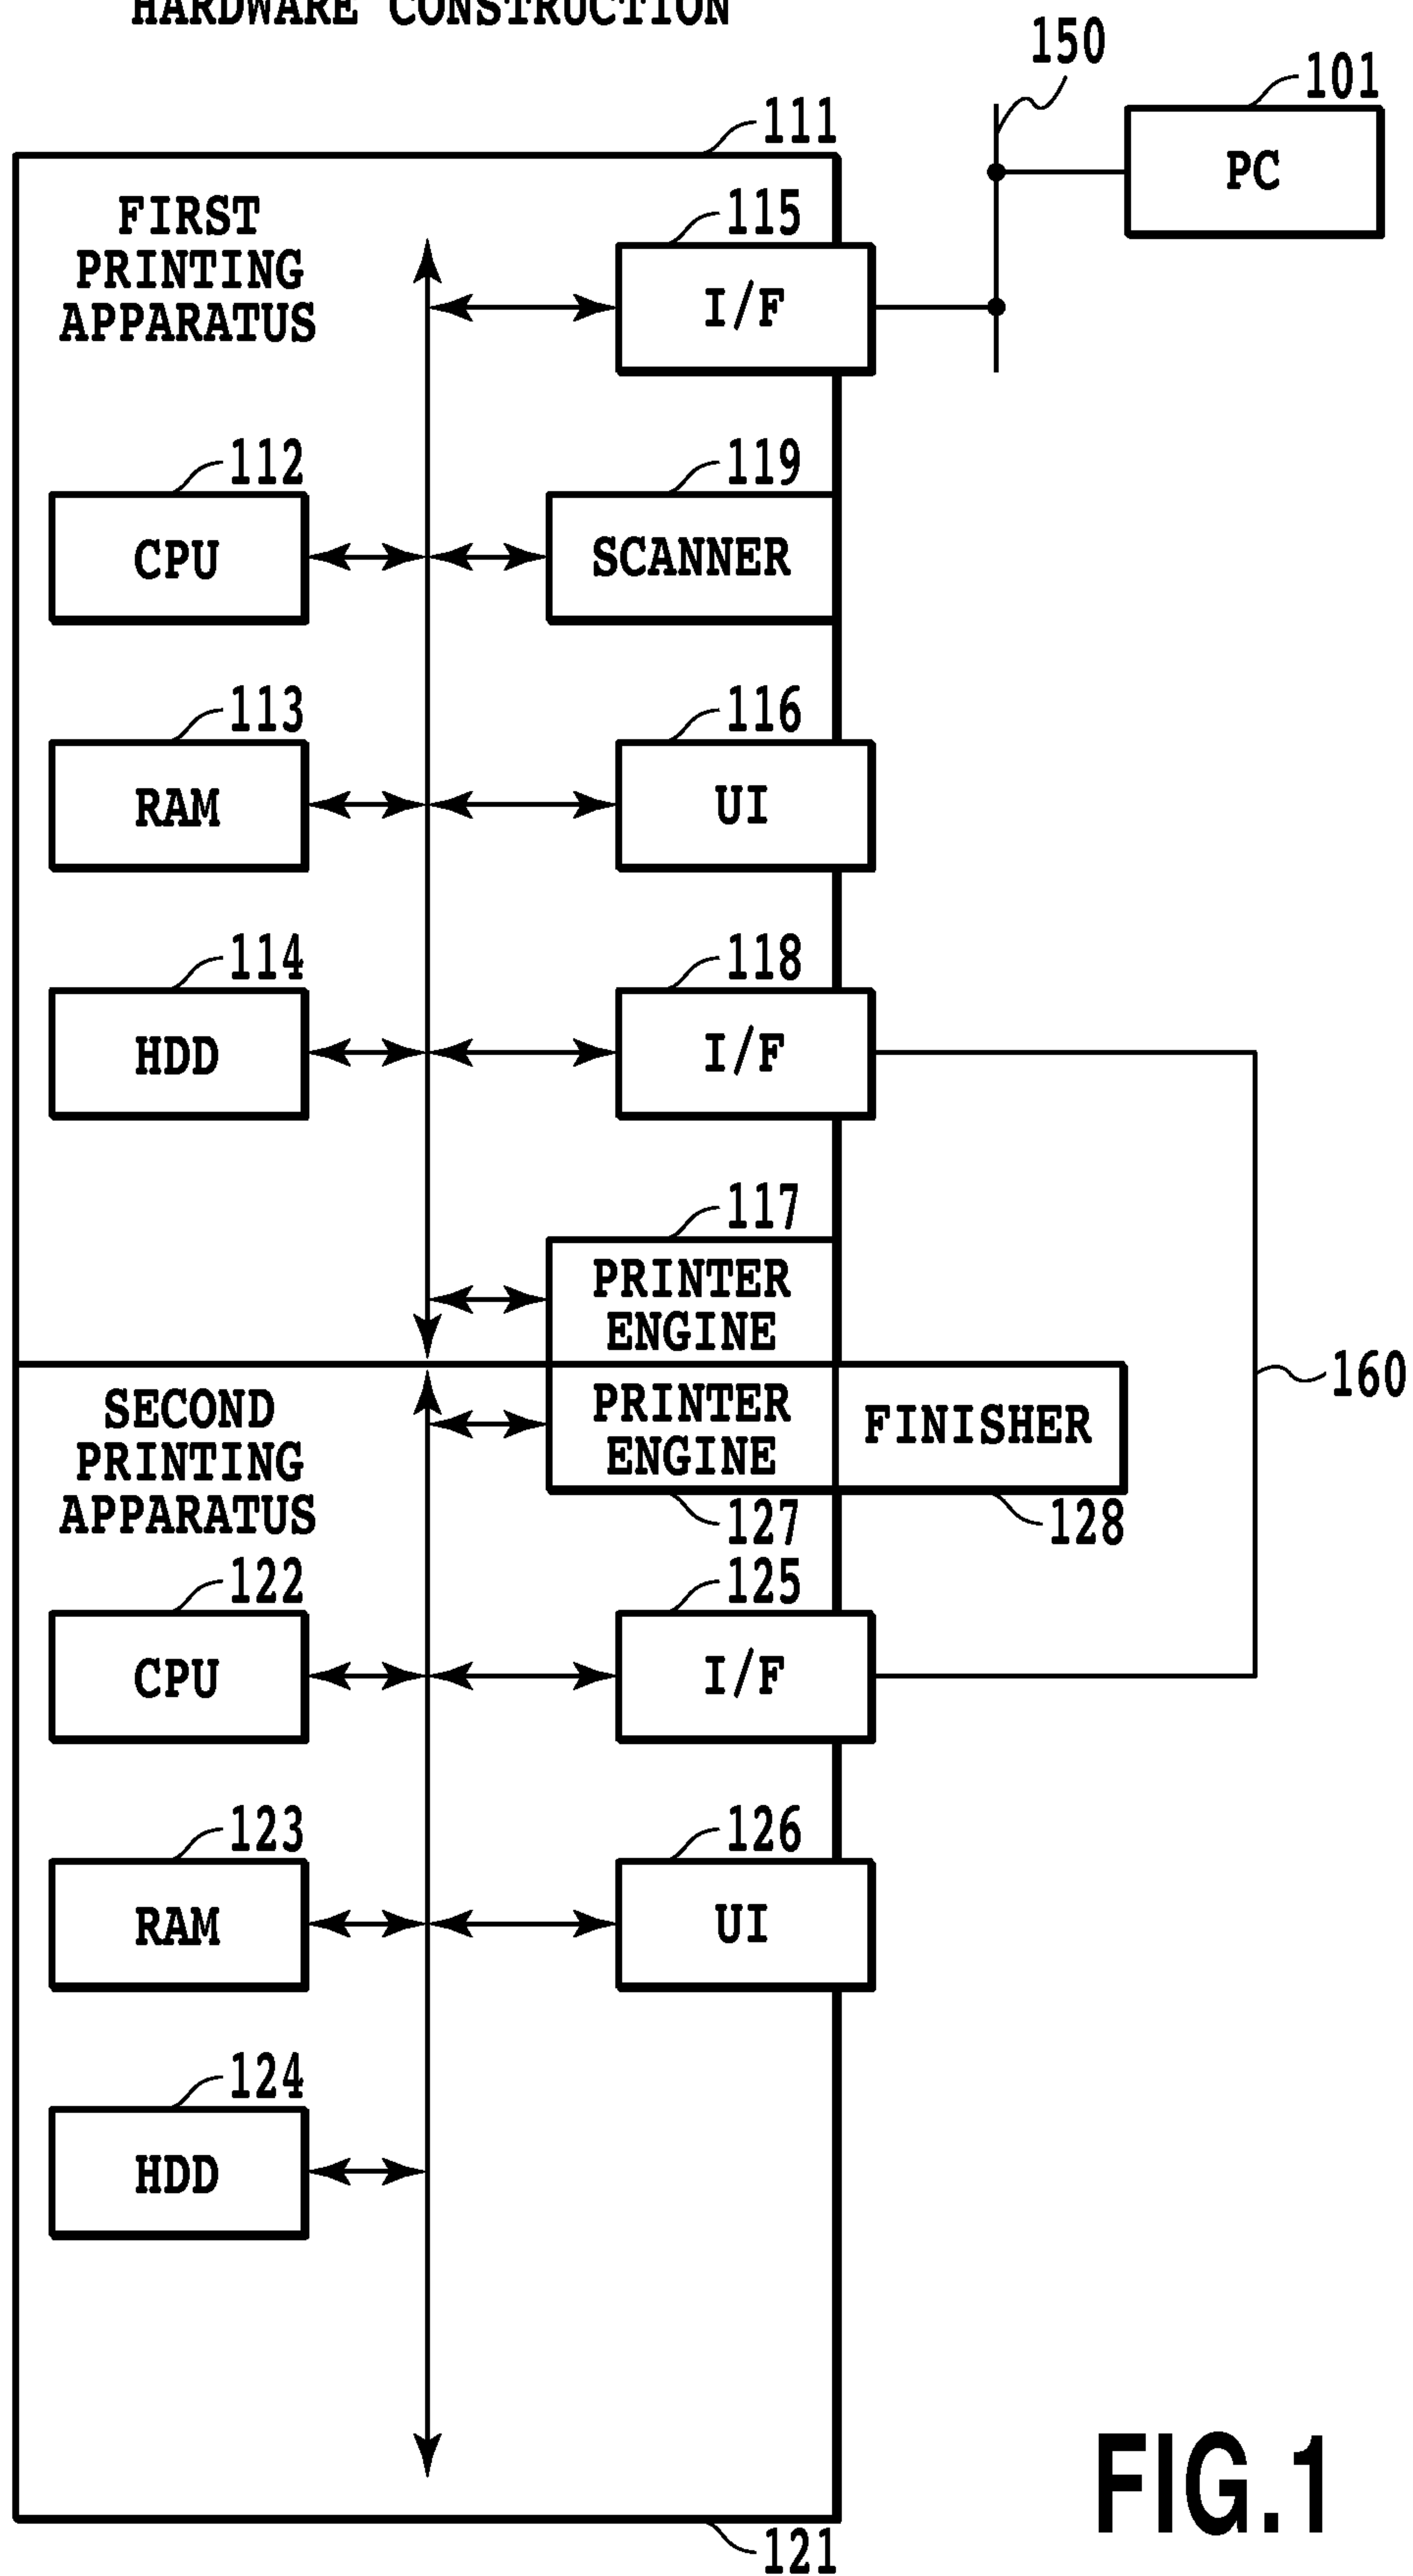 HARDWARE CONSTRUCTION
150
101
PC
111
FIRST
PRINTING
APPARATUS
115
I/F
112
CPU
119
SCANNER
113
RAM
116
UI
114
HDD
118
I/F
117
PRINTER
ENGINE
160
SECOND
PRINTING
APPARATUS
PRINTER
ENGINE
FINISHER
127
128
122
CPU
125
I/F
123
RAM
126
UI
124
HDD
121
FIG.1